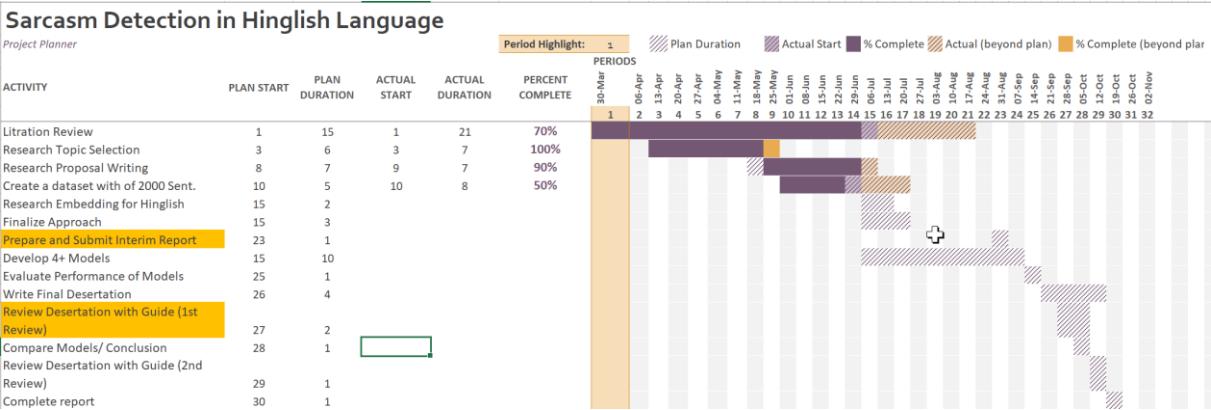 Sarcasm Detection in Hinglish Language
Project Planner
Period Highlight: 1 Plan Duration Actual Start % Complete Actual (beyond plan) % Complete (beyond plan
ACTIVITY PLAN START PLAN DURATION ACTUAL START ACTUAL DURATION PERCENT COMPLETE PERIODS
30-Mar 06-Apr 13-Apr 20-Apr 27-Apr 04-May 11-May 18-May 25-May 01-Jun 08-Jun 15-Jun 22-Jun 29-Jun 06-Jul 13-Jul 20-Jul 27-Jul 03-Aug 10-Aug 17-Aug 24-Aug 31-Aug 07-Sep 14-Sep 21-Sep 28-Sep 05-Oct 12-Oct 19-Oct 26-Oct 02-Nov
1 2 3 4 5 6 7 8 9 10 11 12 13 14 15 16 17 18 19 20 21 22 23 24 25 26 27 28 29 30 31 32
Litration Review 1 15 1 21 70%
Research Topic Selection 3 6 3 7 100%
Research Proposal Writing 8 7 9 7 90%
Create a dataset with of 2000 Sent. 10 5 10 8 50%
Research Embedding for Hinglish 15 2
Finalize Approach 15 3
Prepare and Submit Interim Report 23 1
Develop 4+ Models 15 10
Evaluate Performance of Models 25 1
Write Final Desertation 26 4
Review Desertation with Guide (1st
Review) 27 2
Compare Models/ Conclusion 28 1
Review Desertation with Guide (2nd
Review) 29 1
Complete report 30 1